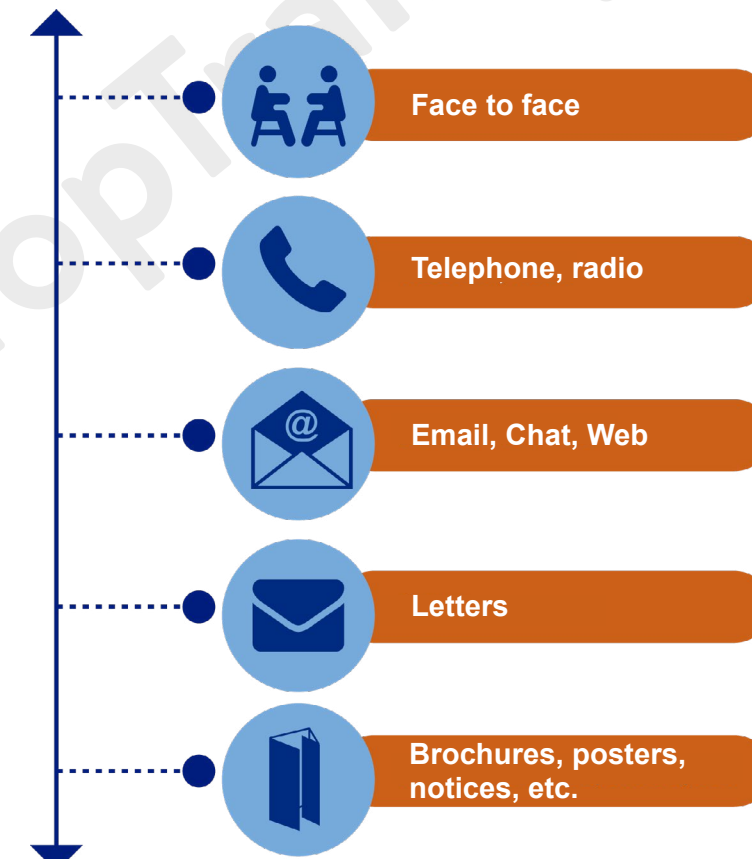 Face to face
Telephone, radio
@
Email, Chat, Web
Letters
Brochures, posters,
notices, etc.